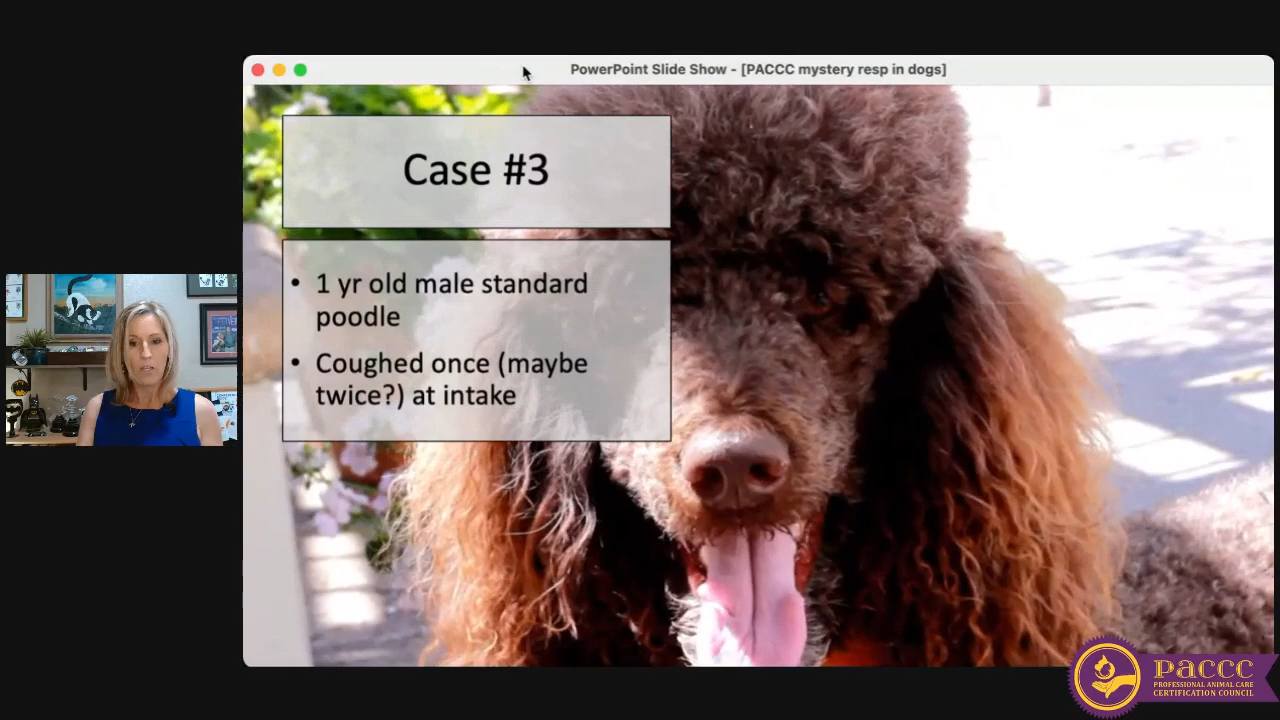 PowerPoint Slide Show - [PACCC mystery resp in dogs]
Case #3
• 1 yr old male standard
poodle
• Coughed once (maybe
twice?) at intake
PACCC
PROFESSIONAL ANIMAL CARE
CERTIFICATION COUNCIL